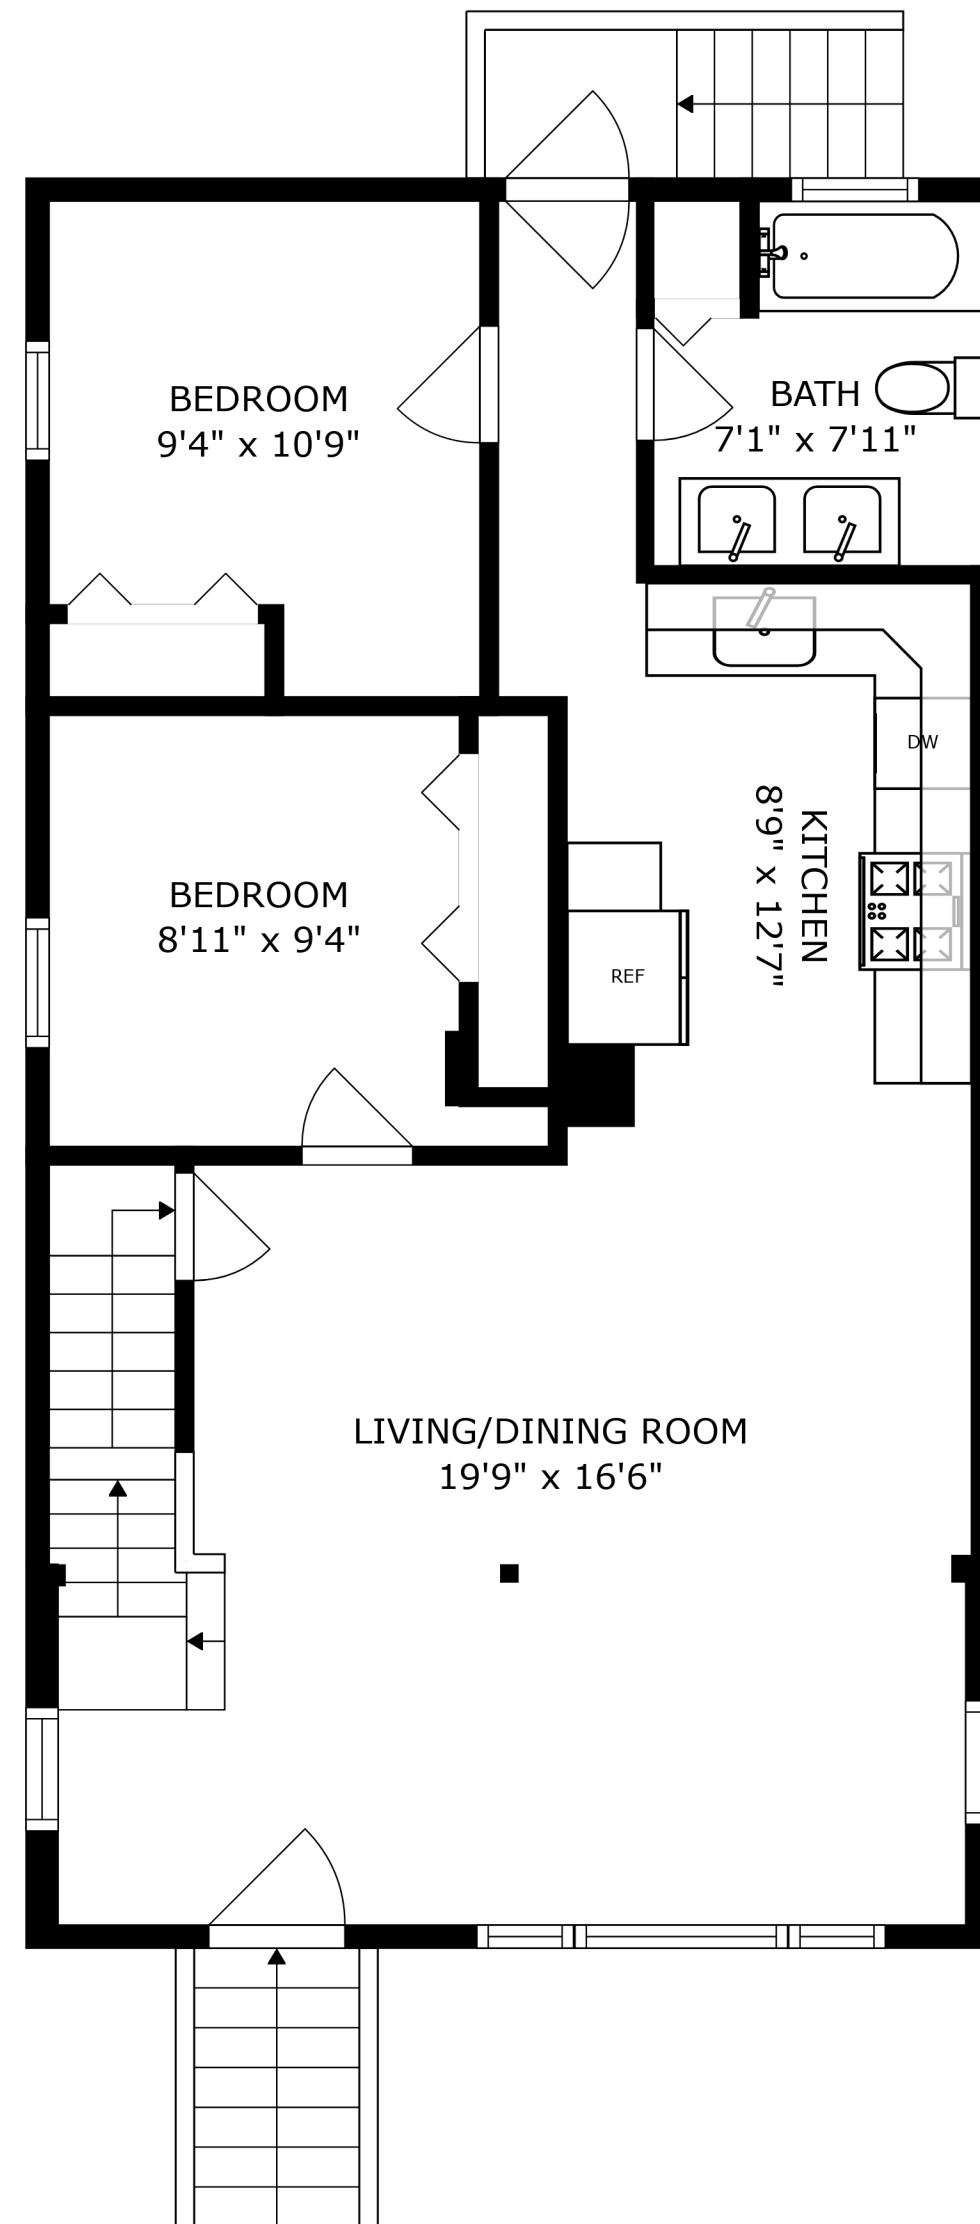 BEDROOM
9'4" x 10'9"
BATH
7'1" x 7'11"
DW
KITCHEN
8'9" x 12'7"
BEDROOM
8'11" x 9'4"
REF
LIVING/DINING ROOM
19'9" x 16'6"